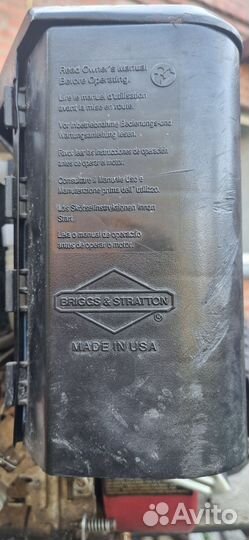 Read Owner's Manual
Before Operating.
Lire le manuel d'utilisation
avant la mise en route.
Vor Inbetriebnahme Bedienungs-und
Wartungsanleitung lesen.
Favor leer las instrucciones de operación
antes de operar el motor.
Consultare il Manuale Uso e
Manutenzione prima dell' utilizzo.
Läs Skötselinstruktionen innan
Start.
Leia o manual de operação
antes de operar o motor.
BRIGGS & STRATTON
®
MADE IN USA
Avito